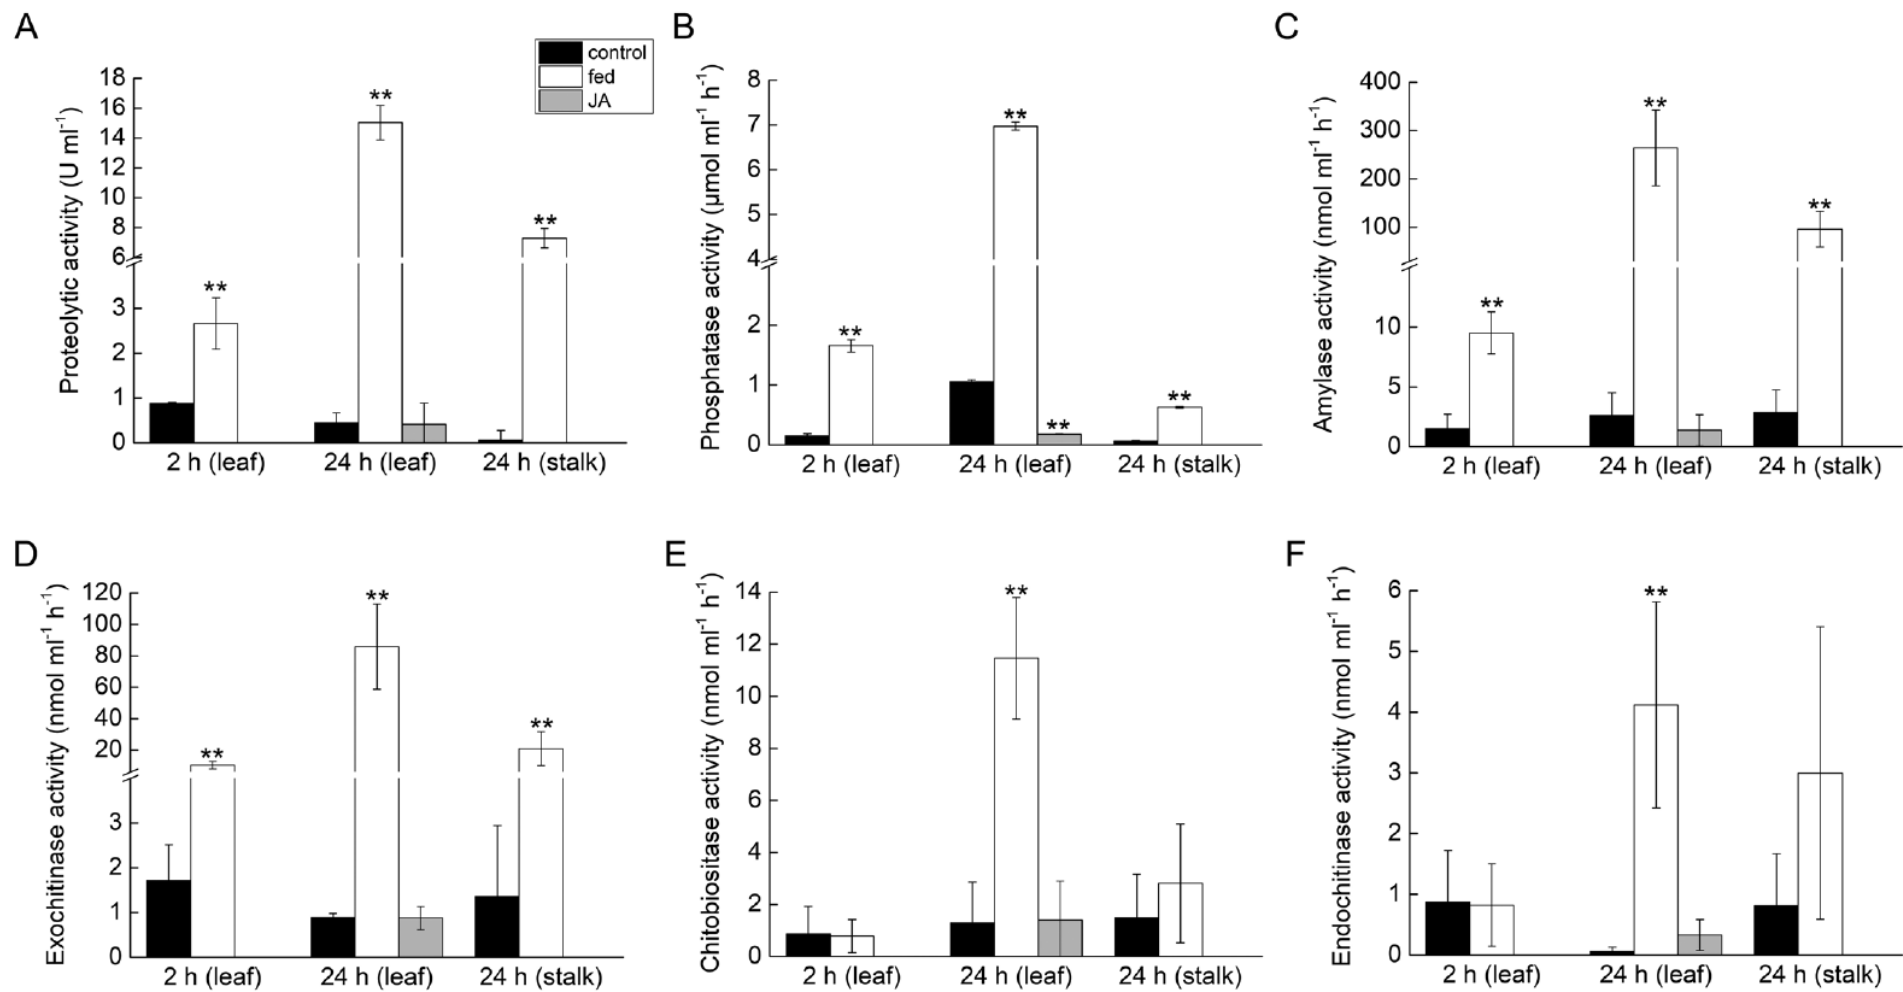 A
control
fed
JA
Proteolytic activity (U ml⁻¹)
18
16
14
12
10
8
6
3
2
1
0
**
**
**
2 h (leaf)
24 h (leaf)
24 h (stalk)
B
Phosphatase activity (μmol ml⁻¹ h⁻¹)
8
7
6
5
4
2
1
0
**
**
**
**
2 h (leaf)
24 h (leaf)
24 h (stalk)
C
Amylase activity (nmol ml⁻¹ h⁻¹)
400
300
200
100
10
5
0
**
**
**
2 h (leaf)
24 h (leaf)
24 h (stalk)
D
Exochitinase activity (nmol ml⁻¹ h⁻¹)
120
100
80
60
40
20
3
2
1
0
**
**
**
2 h (leaf)
24 h (leaf)
24 h (stalk)
E
Chitobiositase activity (nmol ml⁻¹ h⁻¹)
14
12
10
8
6
4
2
0
**
2 h (leaf)
24 h (leaf)
24 h (stalk)
F
Endochitinase activity (nmol ml⁻¹ h⁻¹)
6
5
4
3
2
1
0
**
2 h (leaf)
24 h (leaf)
24 h (stalk)